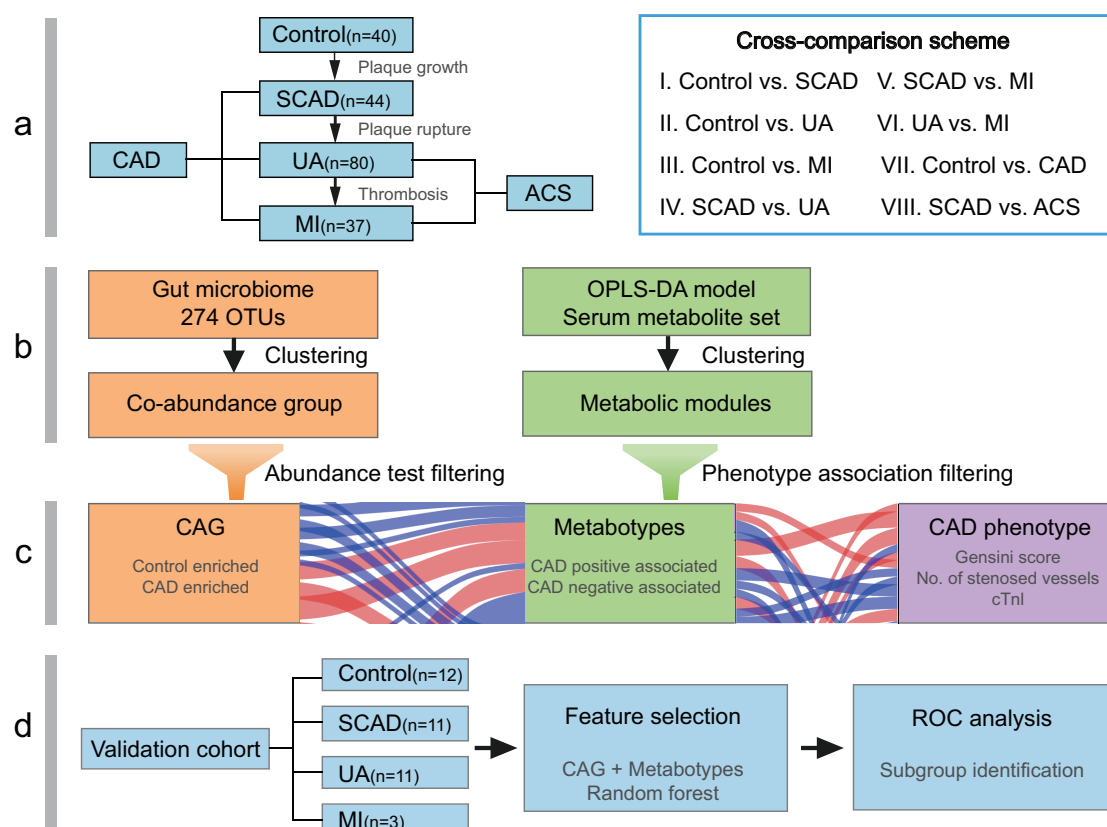 a
Control(n=40)
Plaque growth
SCAD(n=44)
Plaque rupture
CAD
UA(n=80)
Thrombosis
ACS
MI(n=37)
Cross-comparison scheme
I. Control vs. SCAD
V. SCAD vs. MI
II. Control vs. UA
VI. UA vs. MI
III. Control vs. MI
VII. Control vs. CAD
IV. SCAD vs. UA
VIII. SCAD vs. ACS
b
Gut microbiome
274 OTUs
Clustering
Co-abundance group
Abundance test filtering
OPLS-DA model
Serum metabolite set
Clustering
Metabolic modules
Phenotype association filtering
c
CAG
Control enriched
CAD enriched
Metabotypes
CAD positive associated
CAD negative associated
CAD phenotype
Gensini score
No. of stenosed vessels
cTnI
d
Validation cohort
Control(n=12)
SCAD(n=11)
UA(n=11)
MI(n=3)
Feature selection
CAG + Metabotypes
Random forest
ROC analysis
Subgroup identification